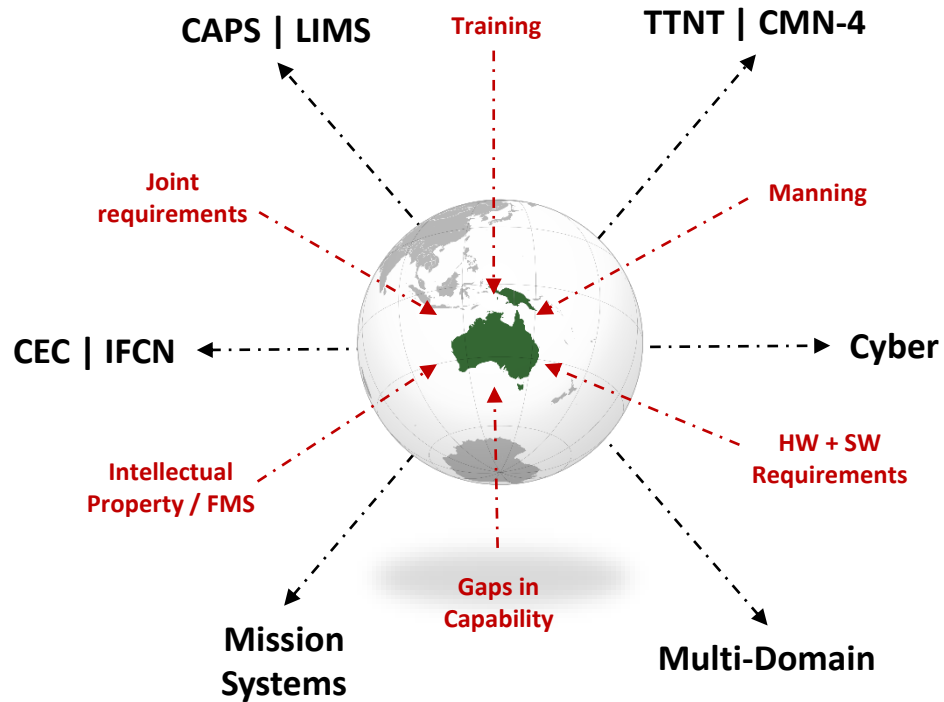 CAPS | LIMS
Training
TTNT | CMN-4
Joint
requirements
Manning
CEC | IFCN
Cyber
Intellectual
Property / FMS
HW + SW
Requirements
Gaps in
Capability
Mission
Systems
Multi-Domain